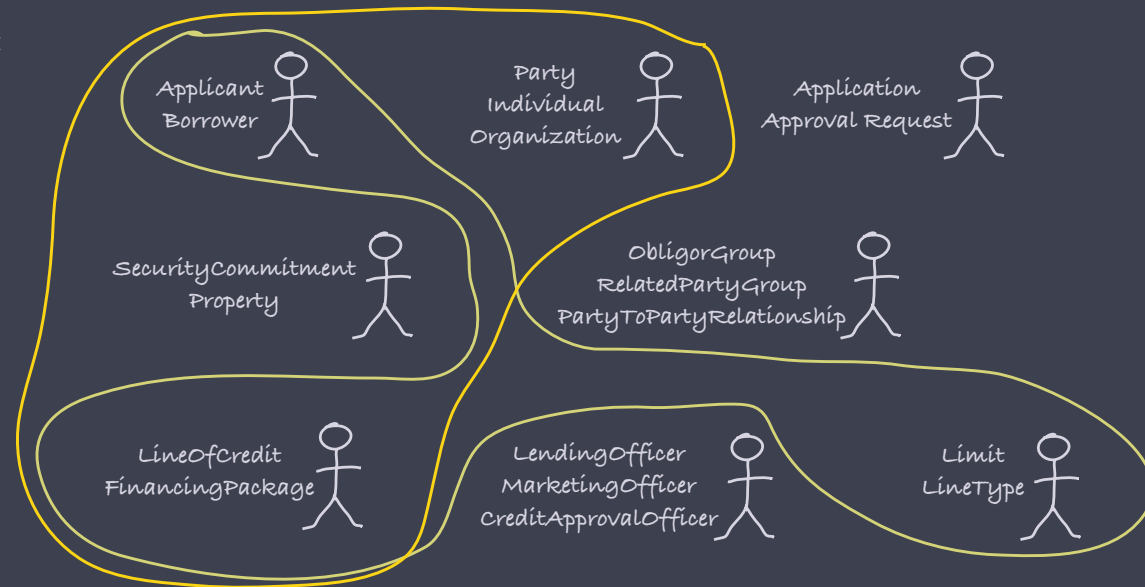 Applicant
Borrower
Party
Individual
Organization
Application
Approval Request
SecurityCommitment
Property
ObligorGroup
RelatedPartyGroup
PartyToPartyRelationship
LineOfCredit
FinancingPackage
LendingOfficer
MarketingOfficer
CreditApprovalOfficer
Limit
LineType